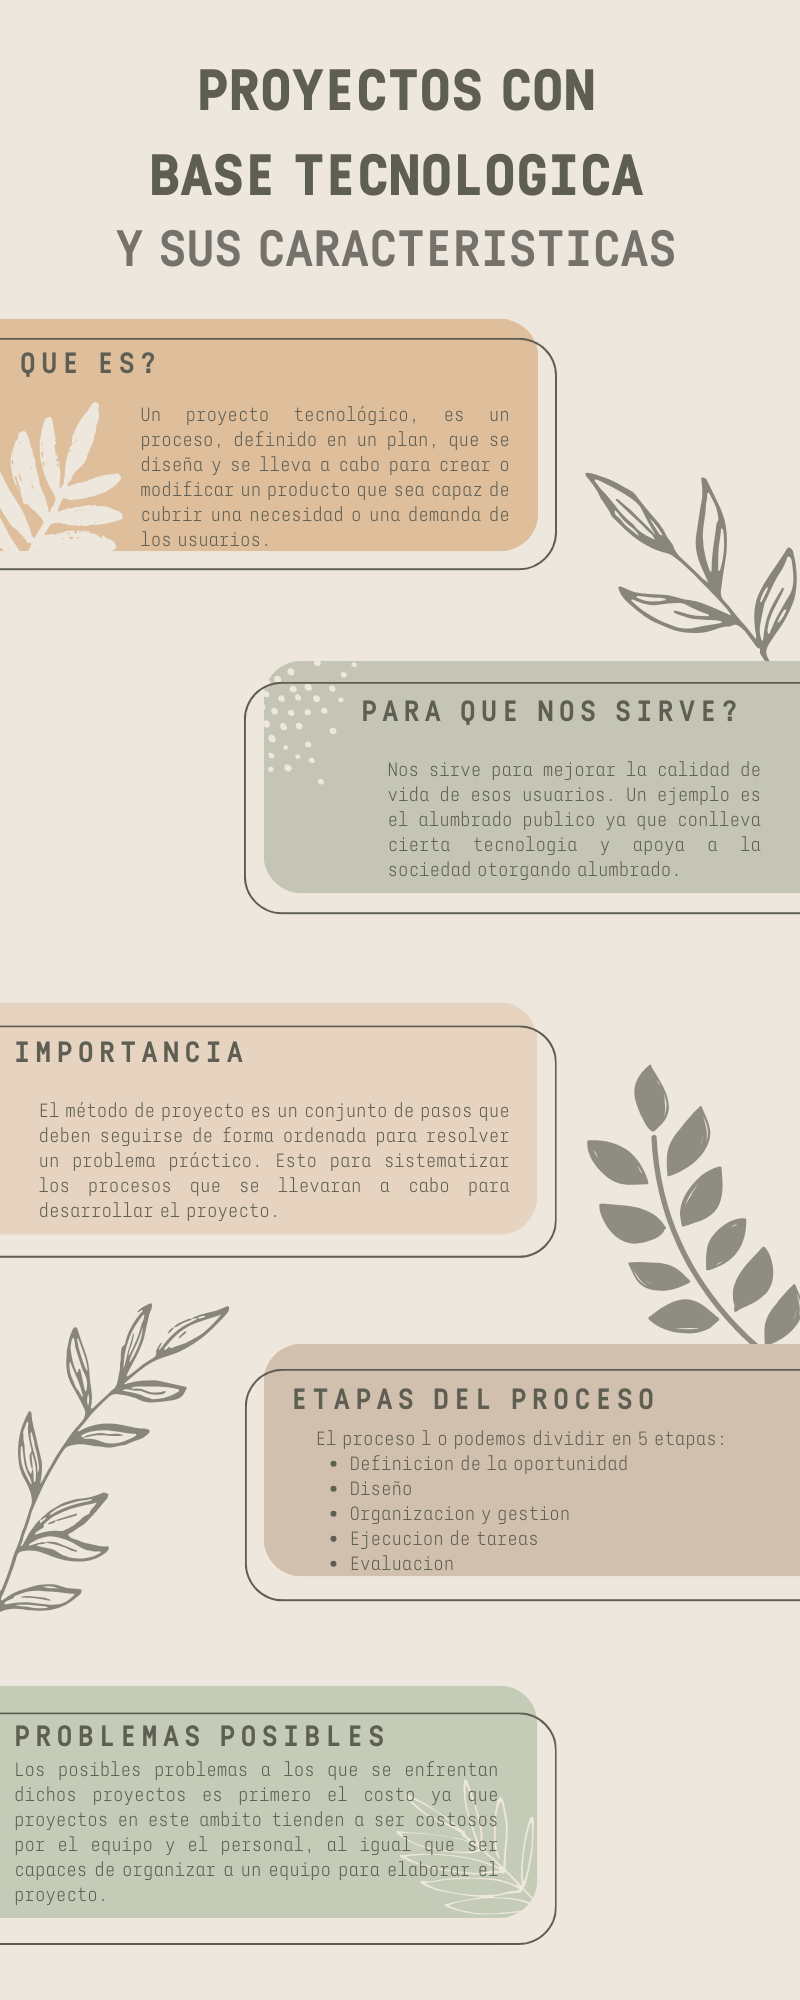 PROYECTOS CON
BASE TECNOLOGICA
Y SUS CARACTERISTICAS
QUE ES?
Un proyecto tecnológico, es un
proceso, definido en un plan, que se
diseña y se lleva a cabo para crear o
modificar un producto que sea capaz de
cubrir una necesidad o una demanda de
los usuarios.
PARA QUE NOS SIRVE?
Nos sirve para mejorar la calidad de
vida de esos usuarios. Un ejemplo es
el alumbrado publico ya que conlleva
cierta tecnologia y apoya a la
sociedad otorgando alumbrado.
IMPORTANCIA
El método de proyecto es un conjunto de pasos que
deben seguirse de forma ordenada para resolver
un problema práctico. Esto para sistematizar
los procesos que se llevaran a cabo para
desarrollar el proyecto.
ETAPAS DEL PROCESO
El proceso l o podemos dividir en 5 etapas:
• Definicion de la oportunidad
• Diseño
• Organizacion y gestion
• Ejecucion de tareas
• Evaluacion
PROBLEMAS POSIBLES
Los posibles problemas a los que se enfrentan
dichos proyectos es primero el costo ya que
proyectos en este ambito tienden a ser costosos
por el equipo y el personal, al igual que ser
capaces de organizar a un equipo para elaborar el
proyecto.